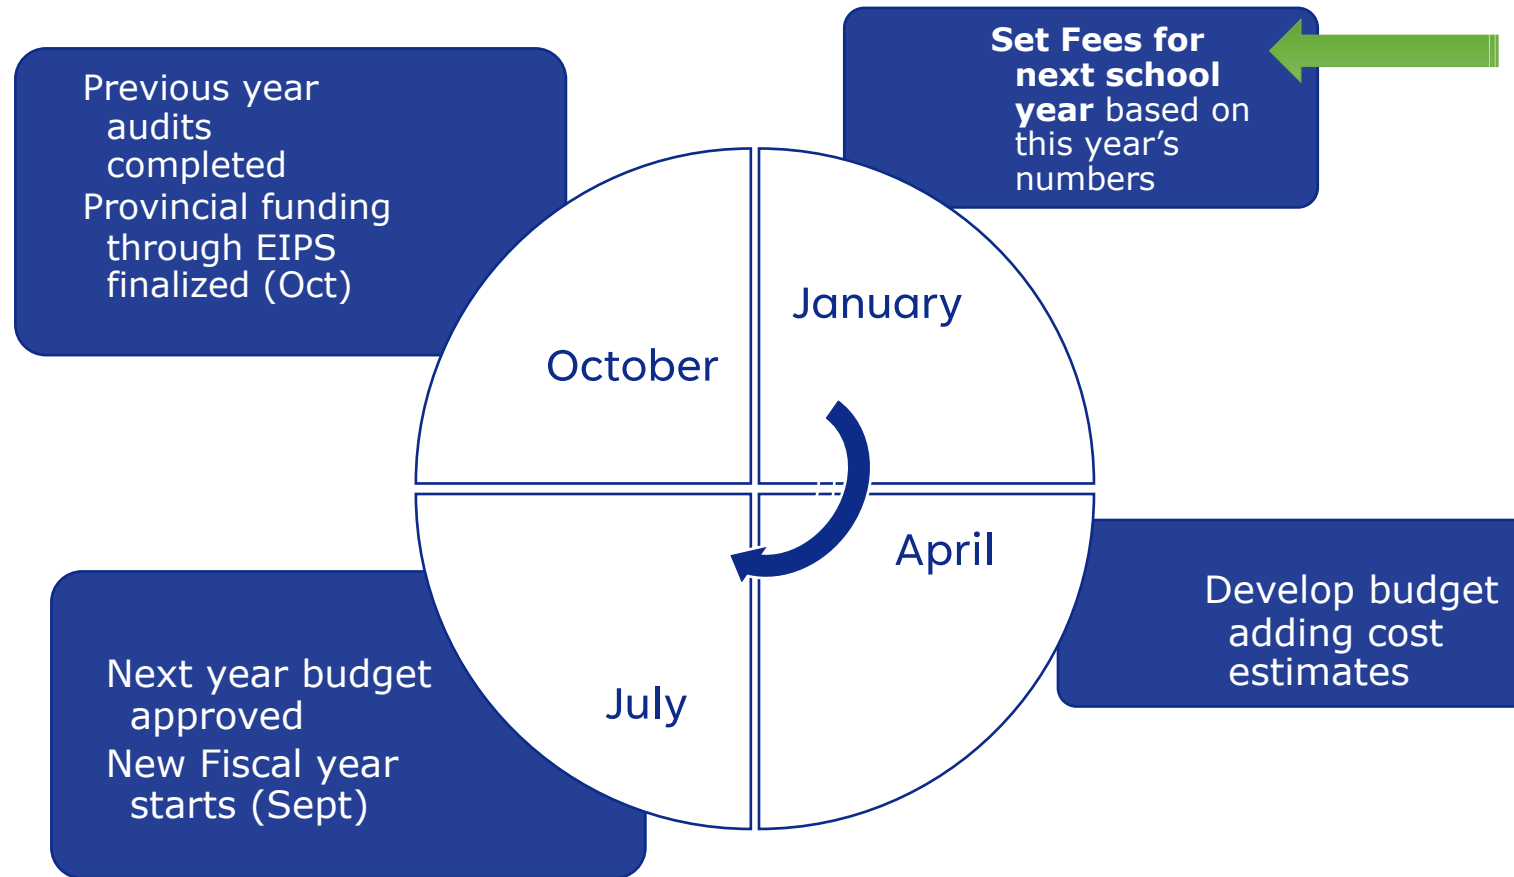 Set Fees for
next school
year based on
this year’s
numbers
Previous year
audits
completed
Provincial funding
through EIPS
finalized (Oct)
January
October
April
Develop budget
adding cost
estimates
July
Next year budget
approved
New Fiscal year
starts (Sept)